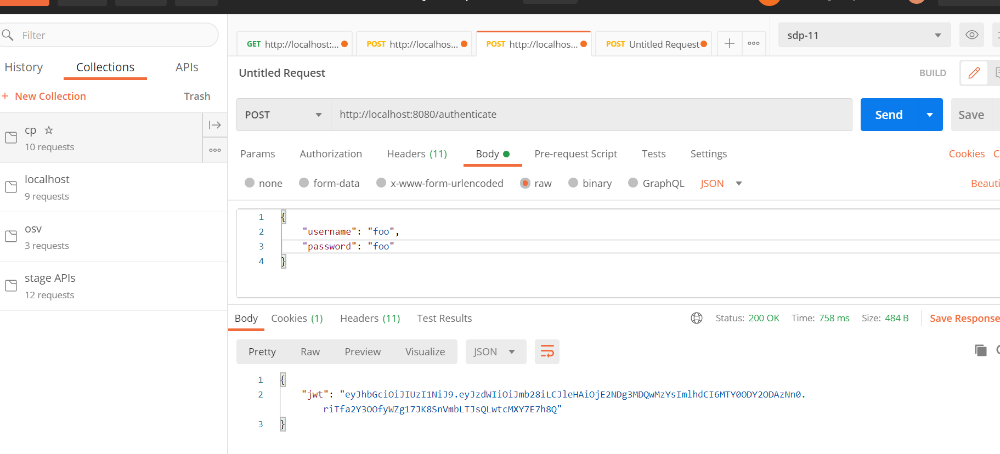 Filter
History Collections APIs
+ New Collection Trash
cp
10 requests
localhost
9 requests
osv
3 requests
stage APIs
12 requests
GET http://localhost:... POST http://localhos... POST http://localhos... POST Untitled Request
sdp-11
Untitled Request
BUILD
POST http://localhost:8080/authenticate
Send Save
Params Authorization Headers (11) Body Pre-request Script Tests Settings
Cookies C
none form-data x-www-form-urlencoded raw binary GraphQL JSON
Beauti
1 {
2 "username": "foo",
3 "password": "foo"
4 }
Body Cookies (1) Headers (11) Test Results
Status: 200 OK Time: 758 ms Size: 484 B Save Response
Pretty Raw Preview Visualize JSON
1 {
2 "jwt": "eyJhbGciOiJIUzI1NiJ9.eyJzdWIiOiJmb28iLCJleHAiOjE2NDg3MDQwMzYsImlhdCI6MTY0ODY2ODAzNn0.
riTfa2Y3OOfyWZg17JK8SnVmbLTJsQLwtcMXY7E7h8Q"
3 }